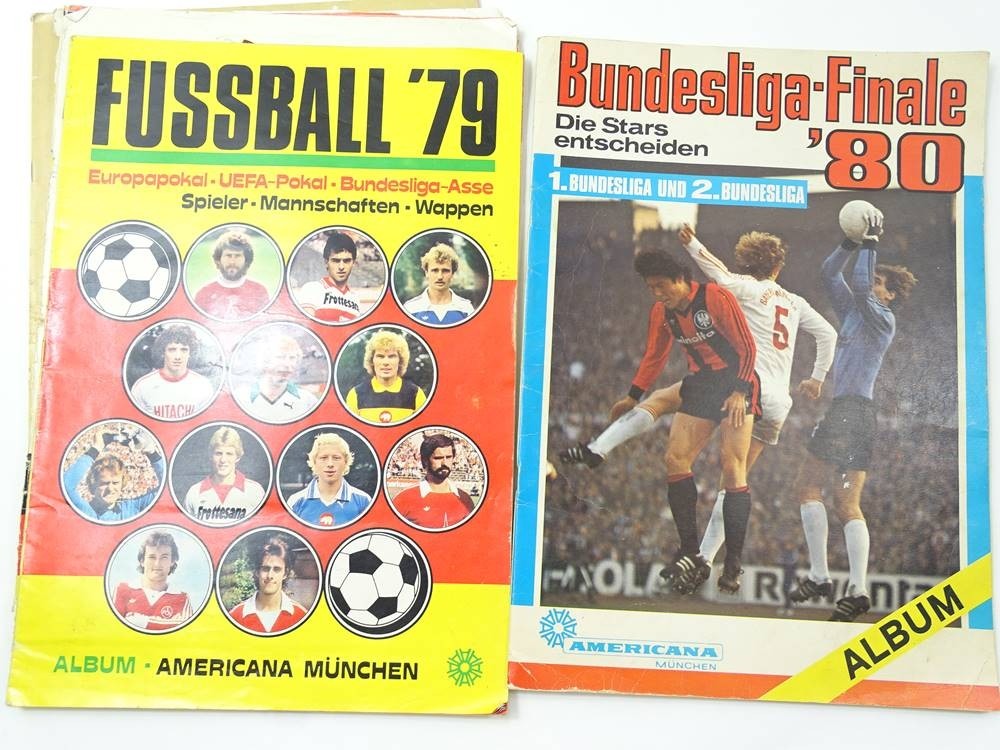 FUSSBALL '79
Europapokal · UEFA-Pokal · Bundesliga-Asse
Spieler · Mannschaften · Wappen
Frottesana
HITACHI
Frottesana
ALBUM · AMERICANA MÜNCHEN
Bundesliga-Finale
'80
Die Stars
entscheiden
1. BUNDESLIGA UND 2. BUNDESLIGA
5
minolta
AMERICANA
MÜNCHEN
ALBUM